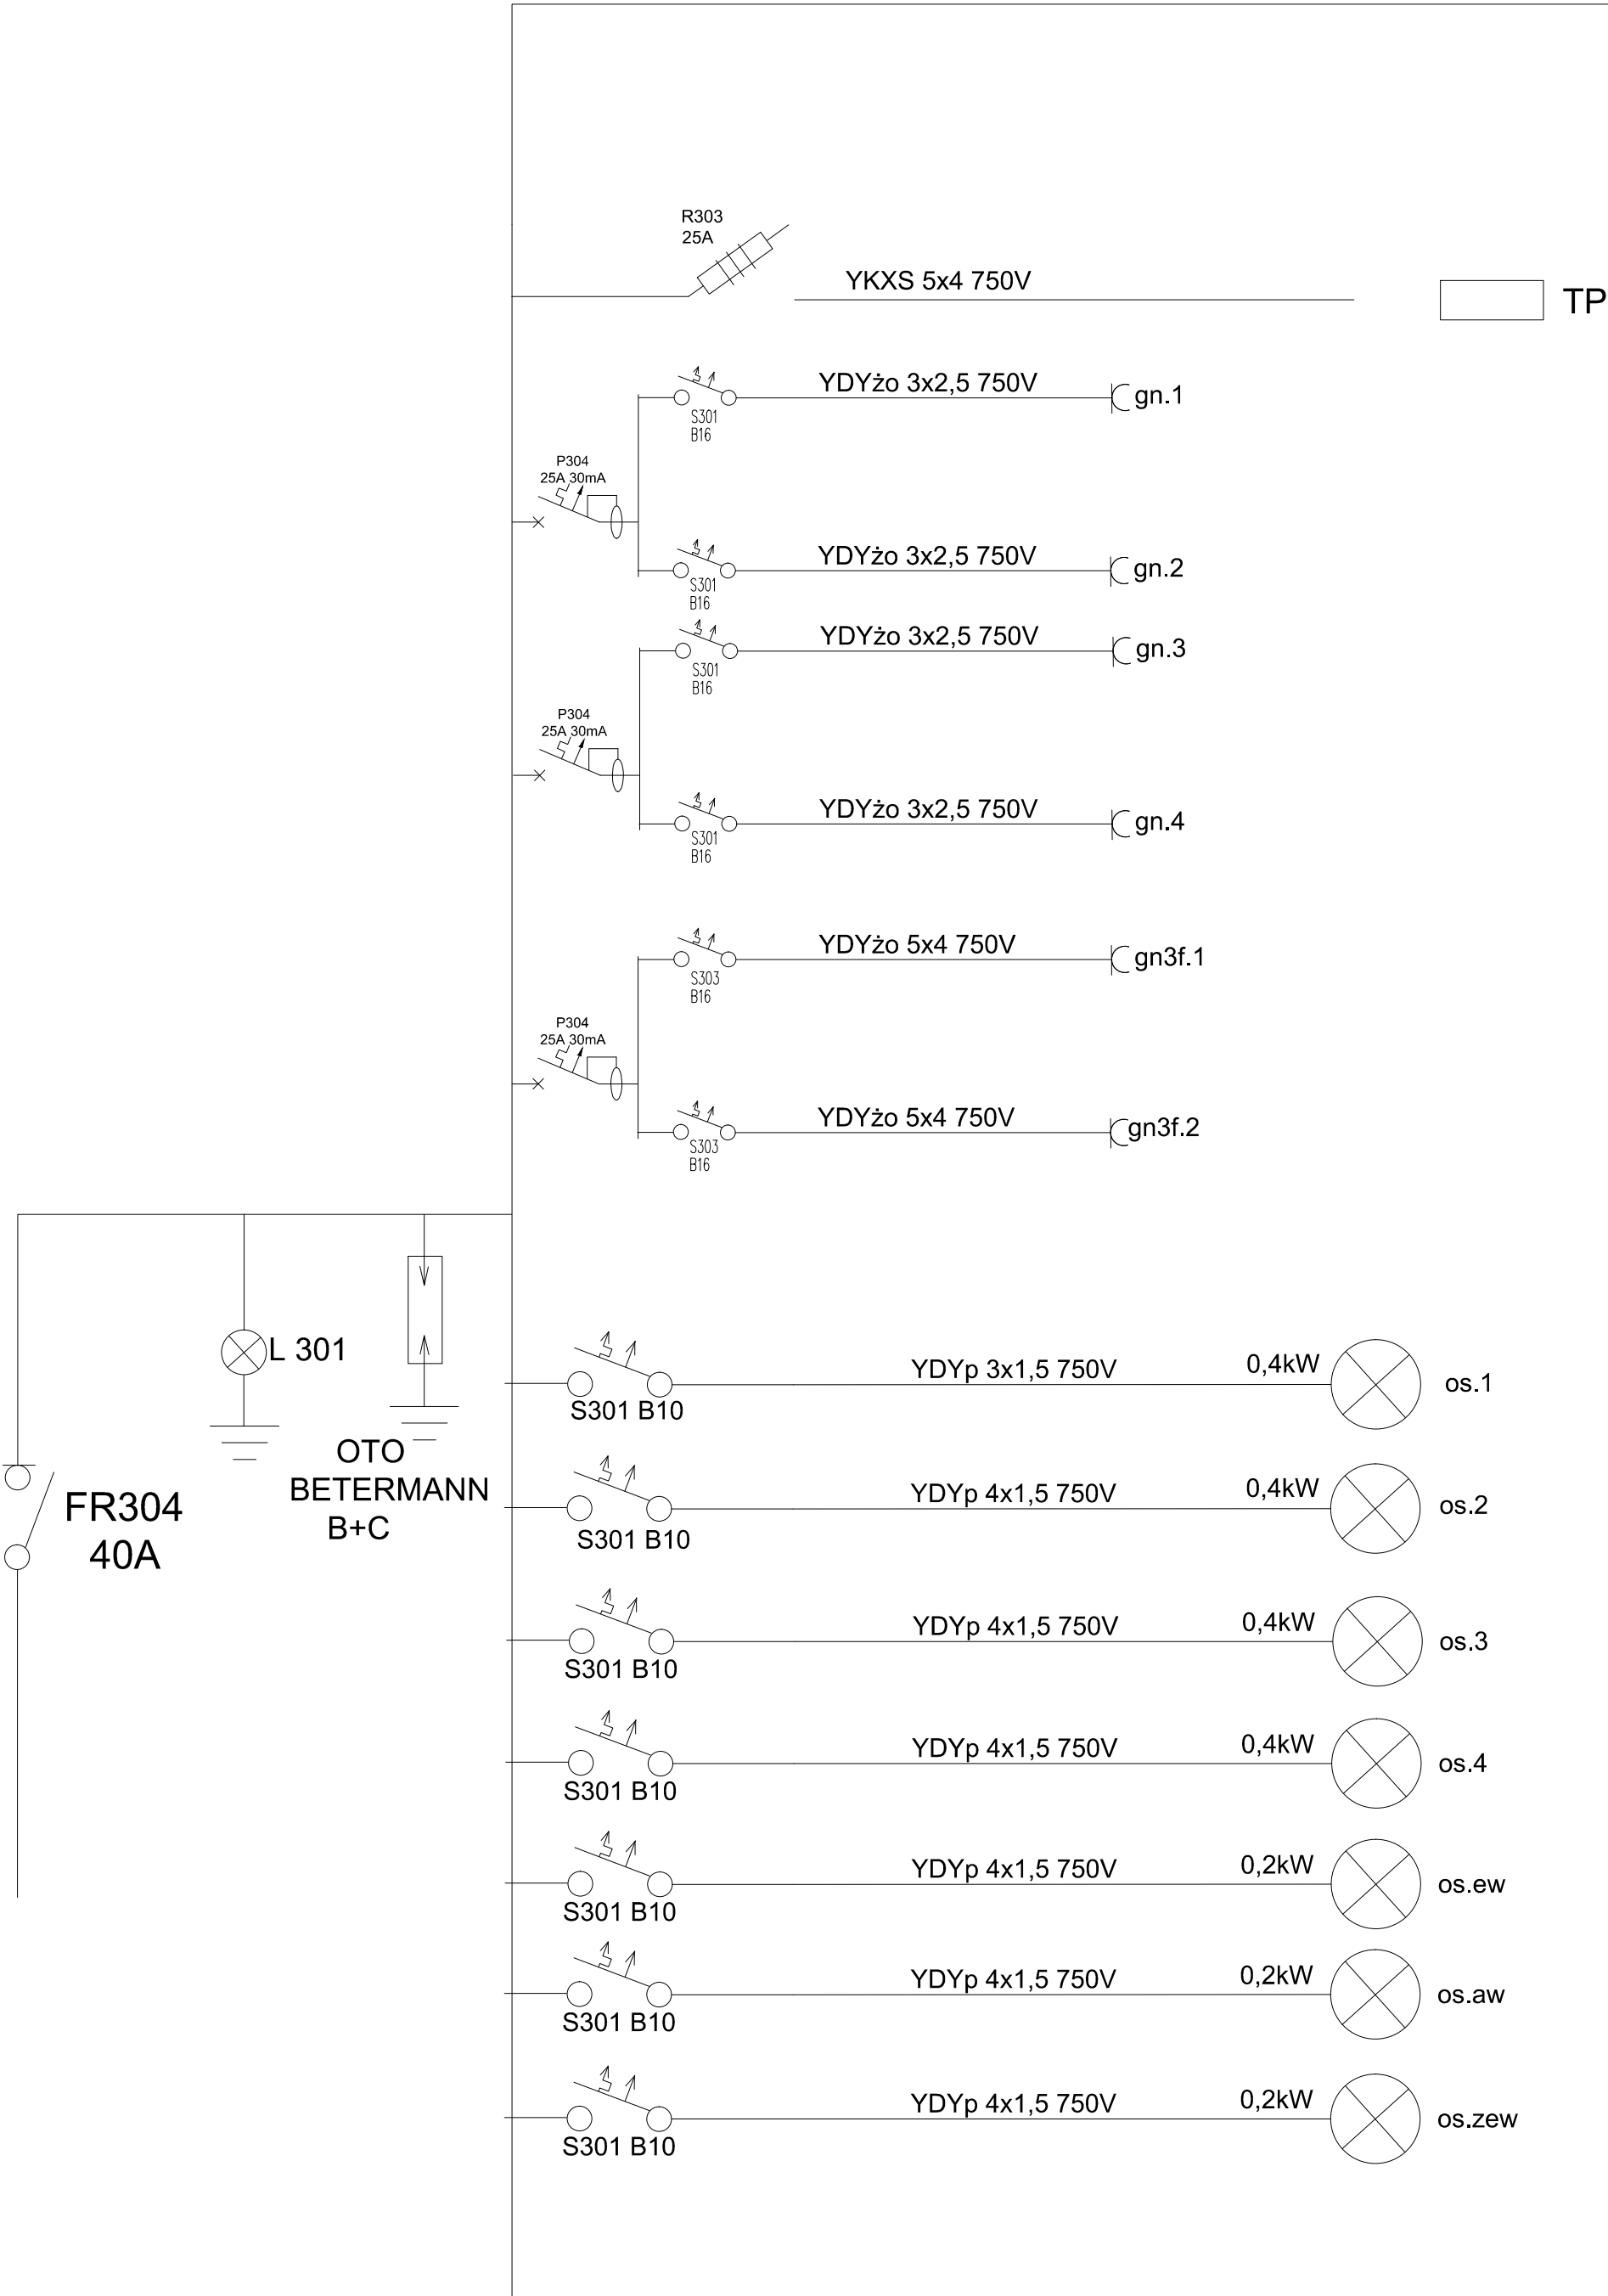 R303
25A
YKXS 5x4 750V
TP
YDYżo 3x2,5 750V
gn.1
S301
B16
P304
25A 30mA
YDYżo 3x2,5 750V
gn.2
S301
B16
YDYżo 3x2,5 750V
gn.3
S301
B16
P304
25A 30mA
YDYżo 3x2,5 750V
gn.4
S301
B16
YDYżo 5x4 750V
gn3f.1
S303
B16
P304
25A 30mA
YDYżo 5x4 750V
gn3f.2
S303
B16
L 301
OTO
BETERMANN
B+C
FR304
40A
YDYp 3x1,5 750V
0,4kW
os.1
S301 B10
YDYp 4x1,5 750V
0,4kW
os.2
S301 B10
YDYp 4x1,5 750V
0,4kW
os.3
S301 B10
YDYp 4x1,5 750V
0,4kW
os.4
S301 B10
YDYp 4x1,5 750V
0,2kW
os.ew
S301 B10
YDYp 4x1,5 750V
0,2kW
os.aw
S301 B10
YDYp 4x1,5 750V
0,2kW
os.zew
S301 B10